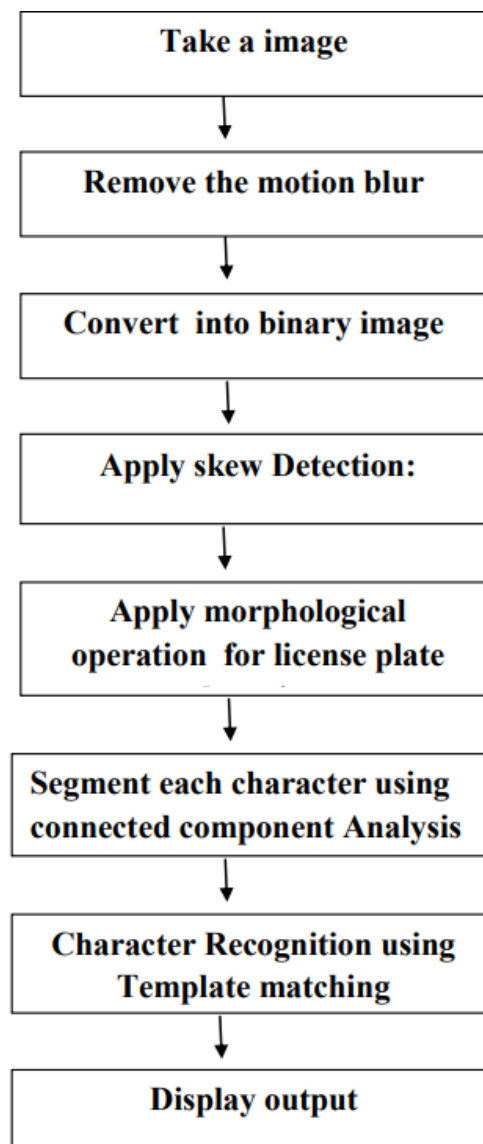 Take a image
Remove the motion blur
Convert into binary image
Apply skew Detection:
Apply morphological
operation for license plate
Segment each character using
connected component Analysis
Character Recognition using
Template matching
Display output